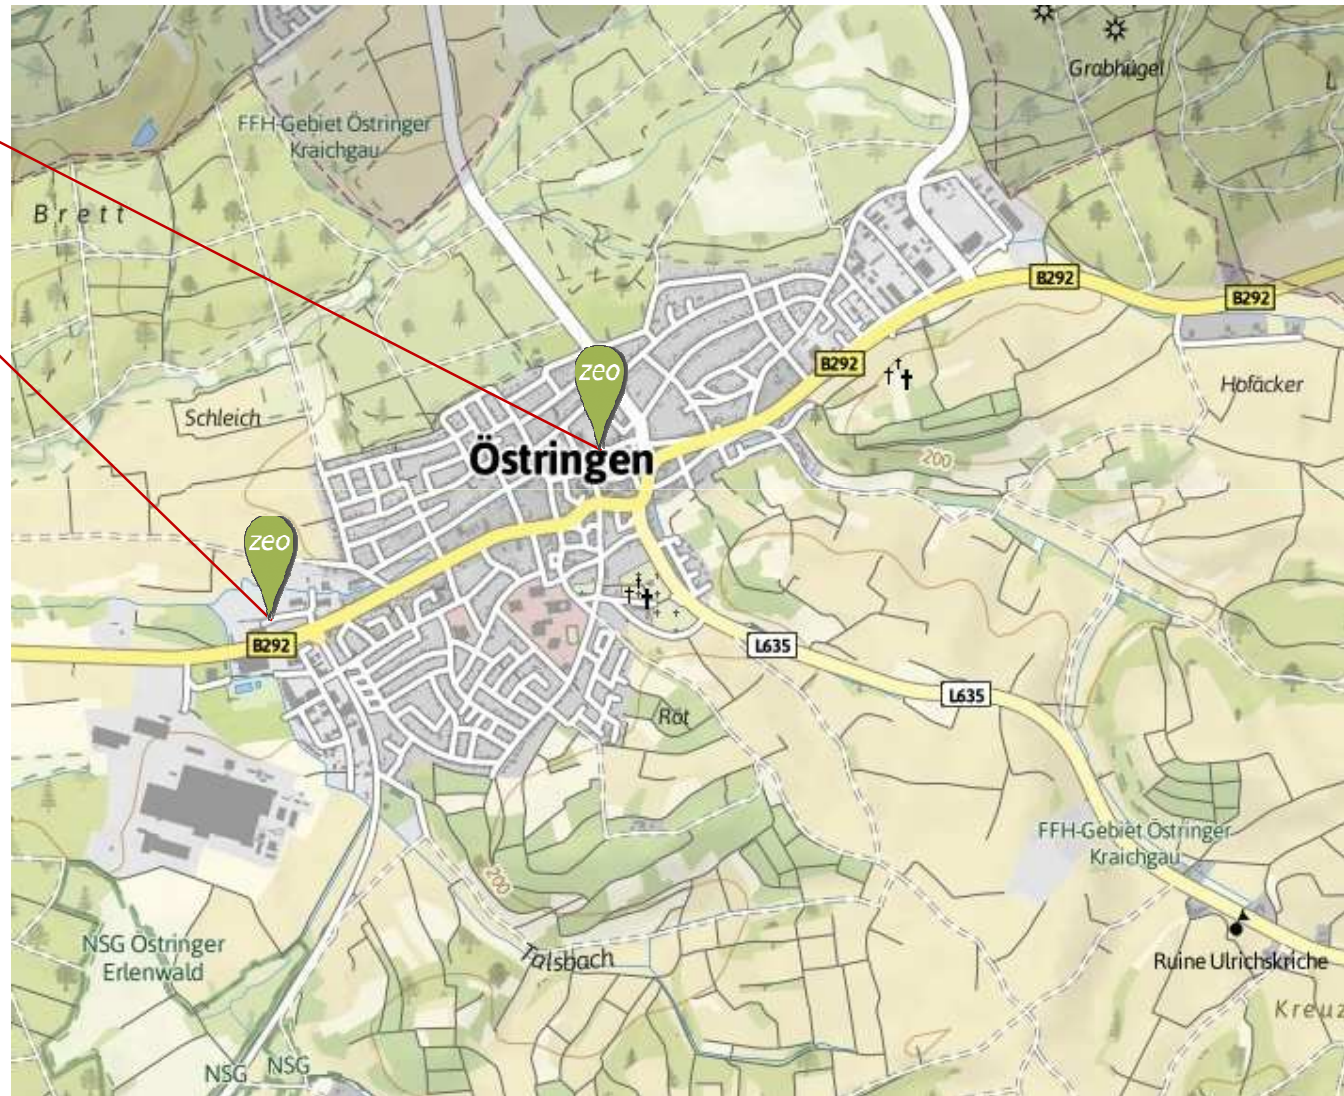 Grabhügel
L
FFH-Gebiet Östringer
Kraichgau
Brett
B292
B292
B292
zeo
Hofäcker
Schleich
Östringen
200
zeo
B292
L635
L635
Röt
FFH-Gebiet Östringer
Kraichgau
200
NSG Östringer
Erlenwald
Talsbach
Ruine Ulrichskriche
Kreuz
NSG
NSG